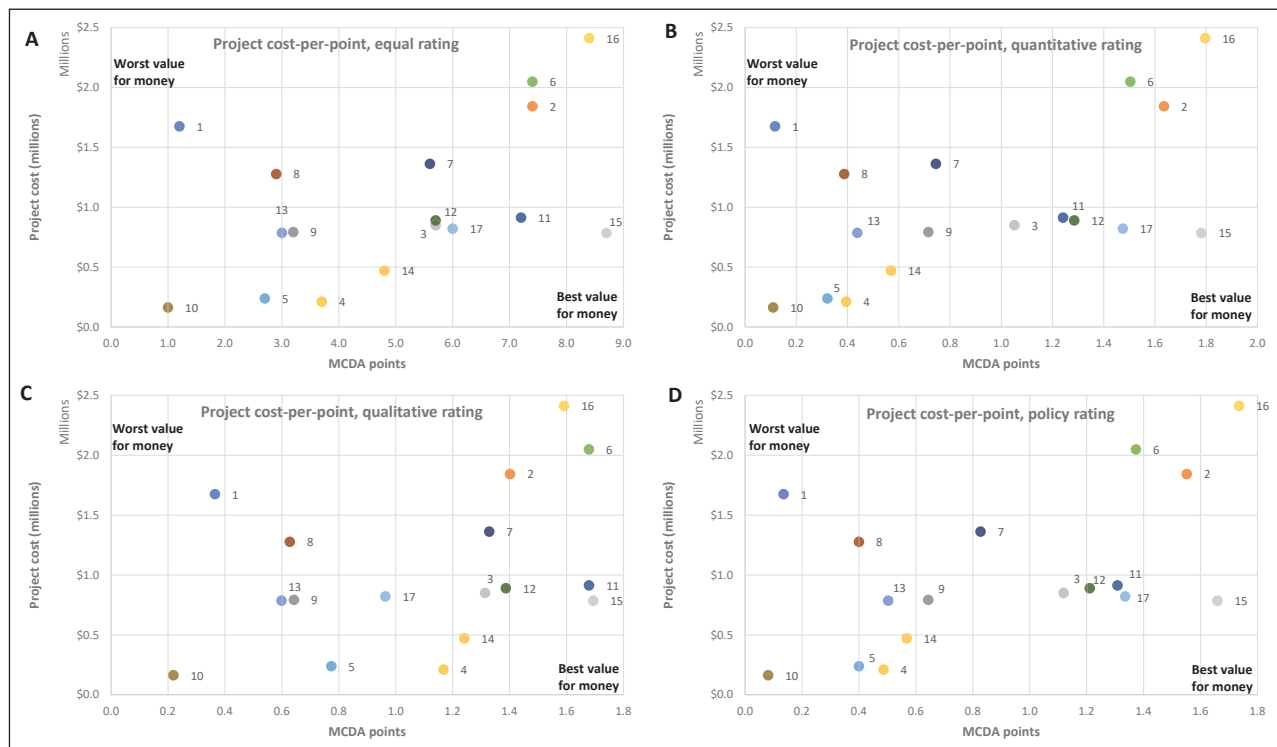 A
Millions
Project cost-per-point, equal rating
Worst value
for money
Project cost (millions)
$2.5
$2.0
$1.5
$1.0
$0.5
$0.0
16
6
2
1
7
8
13
12
11
15
9
3
17
14
5
4
10
Best value
for money
0.0 1.0 2.0 3.0 4.0 5.0 6.0 7.0 8.0 9.0
MCDA points
B
Millions
Project cost-per-point, quantitative rating
Worst value
for money
Project cost (millions)
$2.5
$2.0
$1.5
$1.0
$0.5
$0.0
16
6
2
1
7
8
13
11
9
3
12
17
15
14
5
4
10
Best value
for money
0.0 0.2 0.4 0.6 0.8 1.0 1.2 1.4 1.6 1.8 2.0
MCDA points
C
Millions
Project cost-per-point, qualitative rating
Worst value
for money
Project cost (millions)
$2.5
$2.0
$1.5
$1.0
$0.5
$0.0
16
6
2
1
7
8
13
3
11
9
17
12
15
14
5
4
10
Best value
for money
0.0 0.2 0.4 0.6 0.8 1.0 1.2 1.4 1.6 1.8
MCDA points
D
Millions
Project cost-per-point, policy rating
Worst value
for money
Project cost (millions)
$2.5
$2.0
$1.5
$1.0
$0.5
$0.0
16
6
2
1
7
8
13
9
3
12
11
17
15
14
5
4
10
Best value
for money
0.0 0.2 0.4 0.6 0.8 1.0 1.2 1.4 1.6 1.8
MCDA points